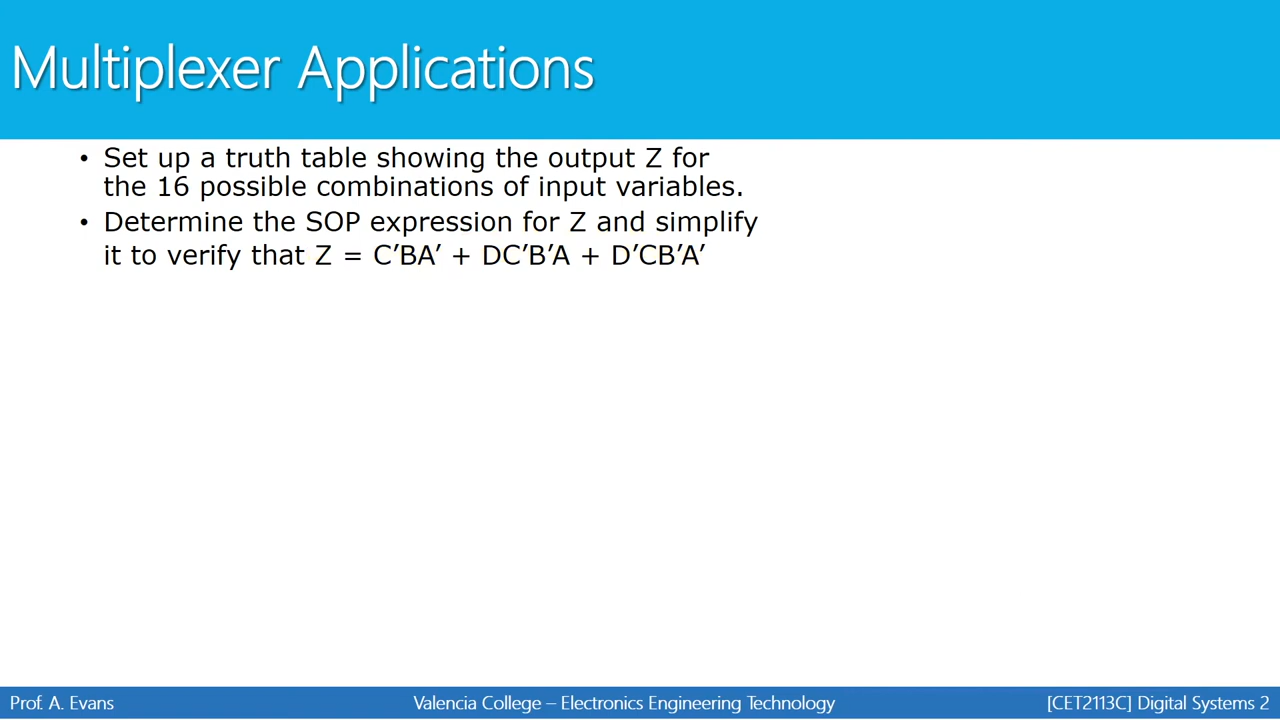 Multiplexer Applications
• Set up a truth table showing the output Z for
the 16 possible combinations of input variables.
• Determine the SOP expression for Z and simplify
it to verify that Z = C’BA’ + DC’B’A + D’CB’A’
Prof. A. Evans
Valencia College – Electronics Engineering Technology
[CET2113C] Digital Systems 2